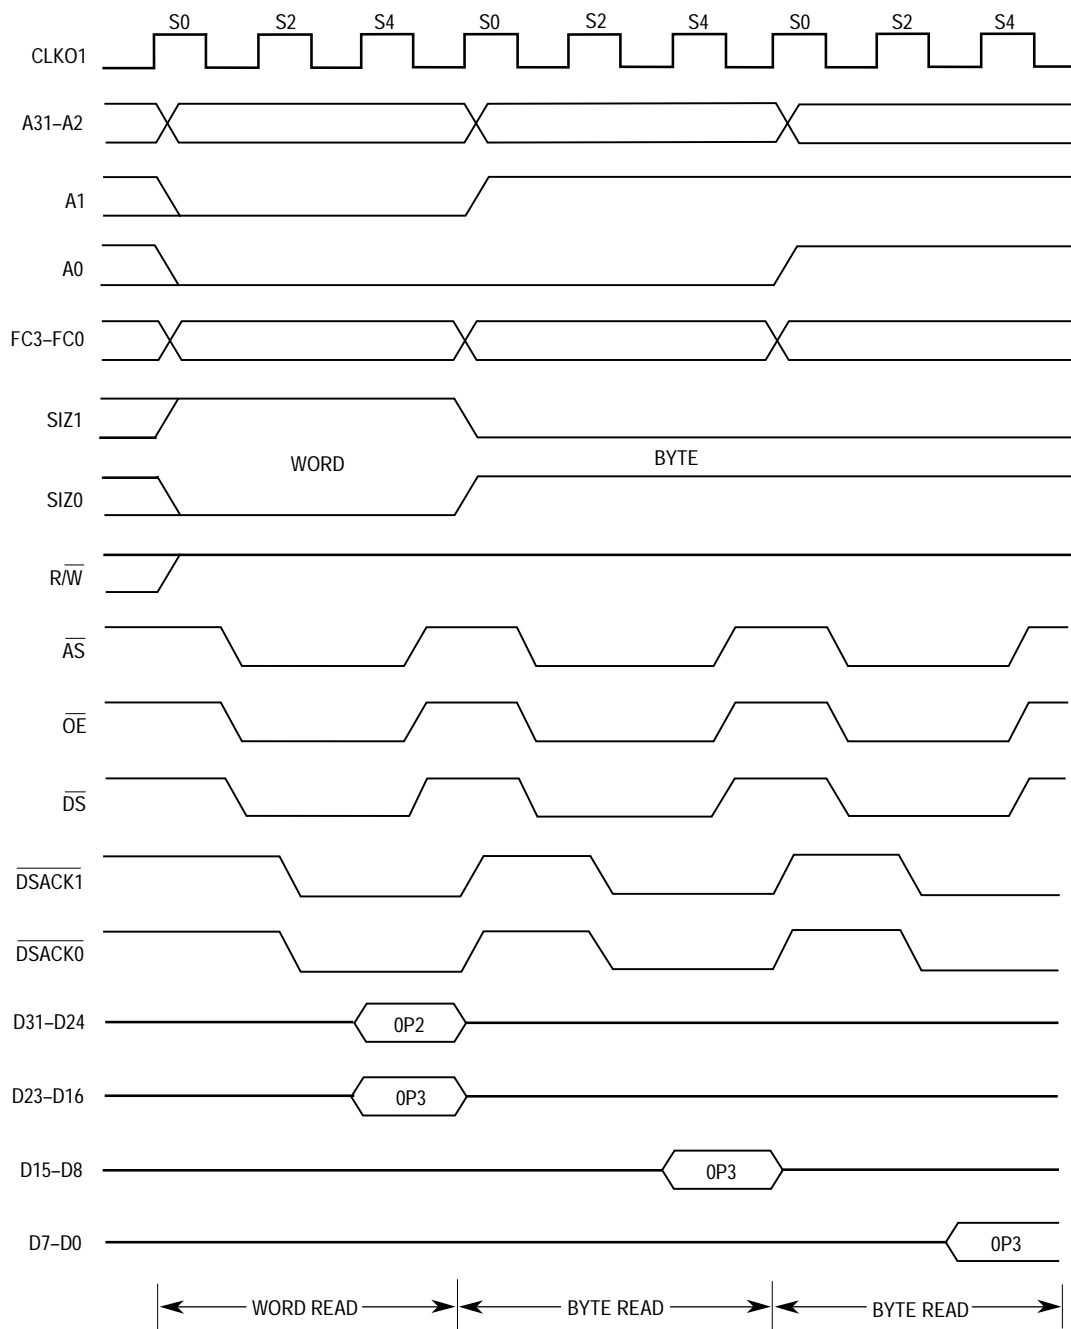 S0 S2 S4 S0 S2 S4 S0 S2 S4
CLKO1
A31–A2
A1
A0
FC3–FC0
SIZ1
WORD BYTE
SIZ0
R/W
AS
OE
DS
DSACK1
DSACK0
D31–D24 0P2
D23–D16 0P3
D15–D8 0P3
D7–D0 0P3
WORD READ BYTE READ BYTE READ